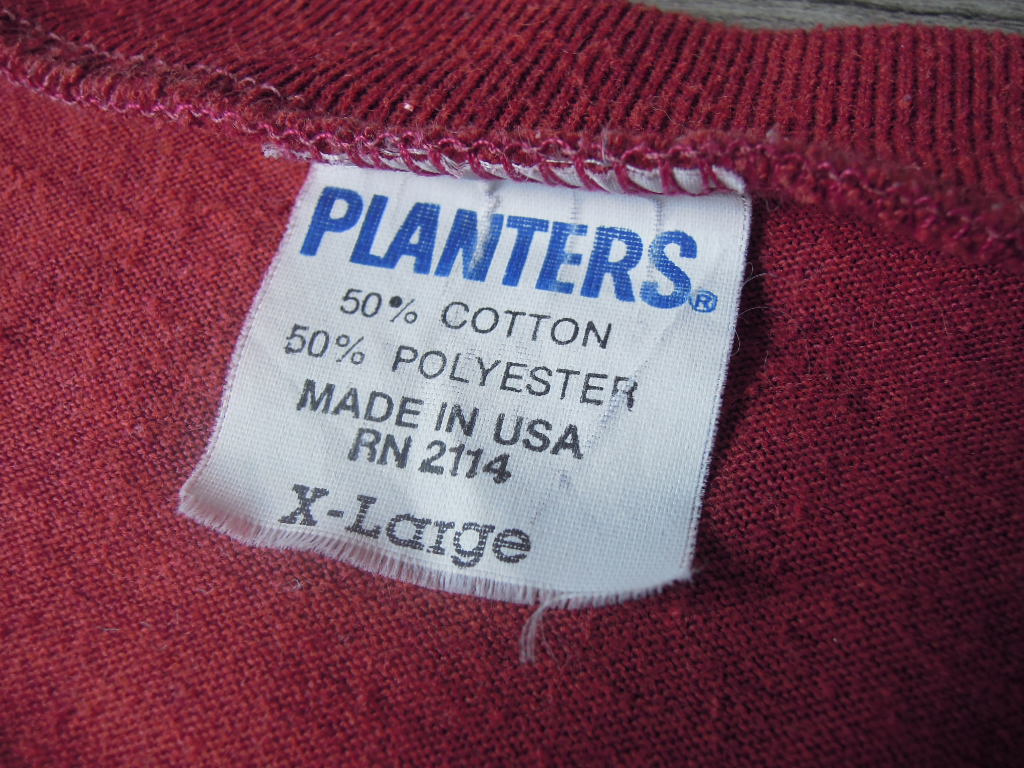 PLANTERS®
50% COTTON
50% POLYESTER
MADE IN USA
RN 2114
X-Large